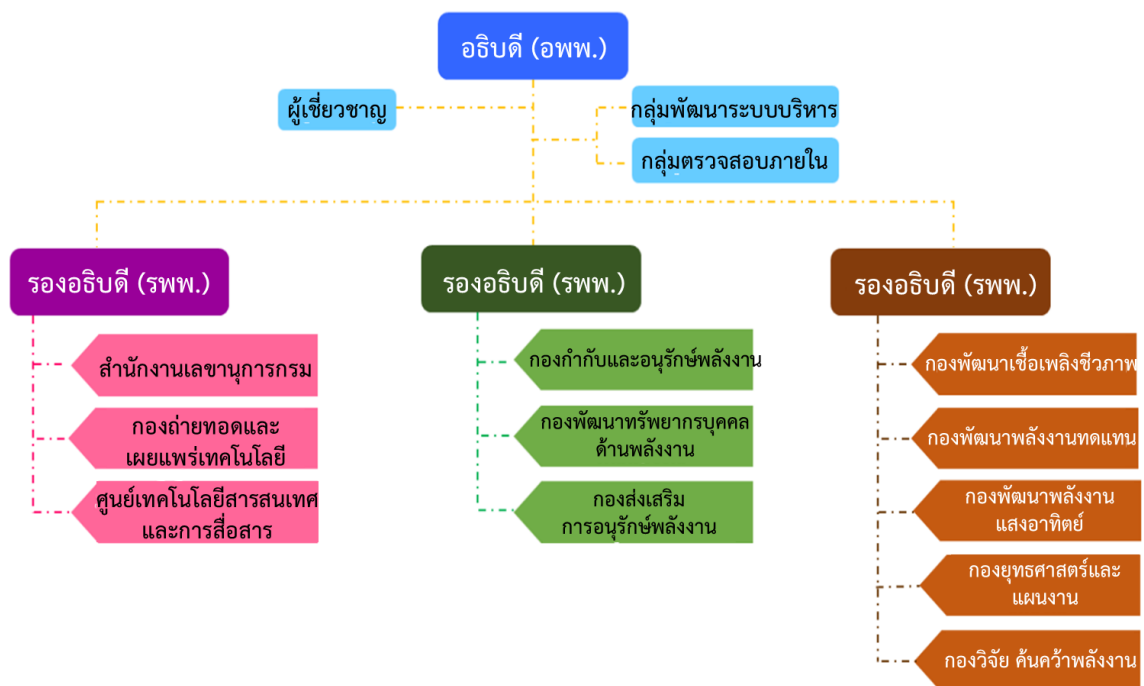 อธิบดี (อพพ.)
ผู้เชี่ยวชาญ
กลุ่มพัฒนาระบบบริหาร
กลุ่มตรวจสอบภายใน
รองอธิบดี (รพพ.)
สำนักงานเลขานุการกรม
กองถ่ายทอดและ
เผยแพร่เทคโนโลยี
ศูนย์เทคโนโลยีสารสนเทศ
และการสื่อสาร
รองอธิบดี (รพพ.)
กองกำกับและอนุรักษ์พลังงาน
กองพัฒนาทรัพยากรบุคคล
ด้านพลังงาน
กองส่งเสริม
การอนุรักษ์พลังงาน
รองอธิบดี (รพพ.)
กองพัฒนาเชื้อเพลิงชีวภาพ
กองพัฒนาพลังงานทดแทน
กองพัฒนาพลังงาน
แสงอาทิตย์
กองยุทธศาสตร์และ
แผนงาน
กองวิจัย ค้นคว้าพลังงาน